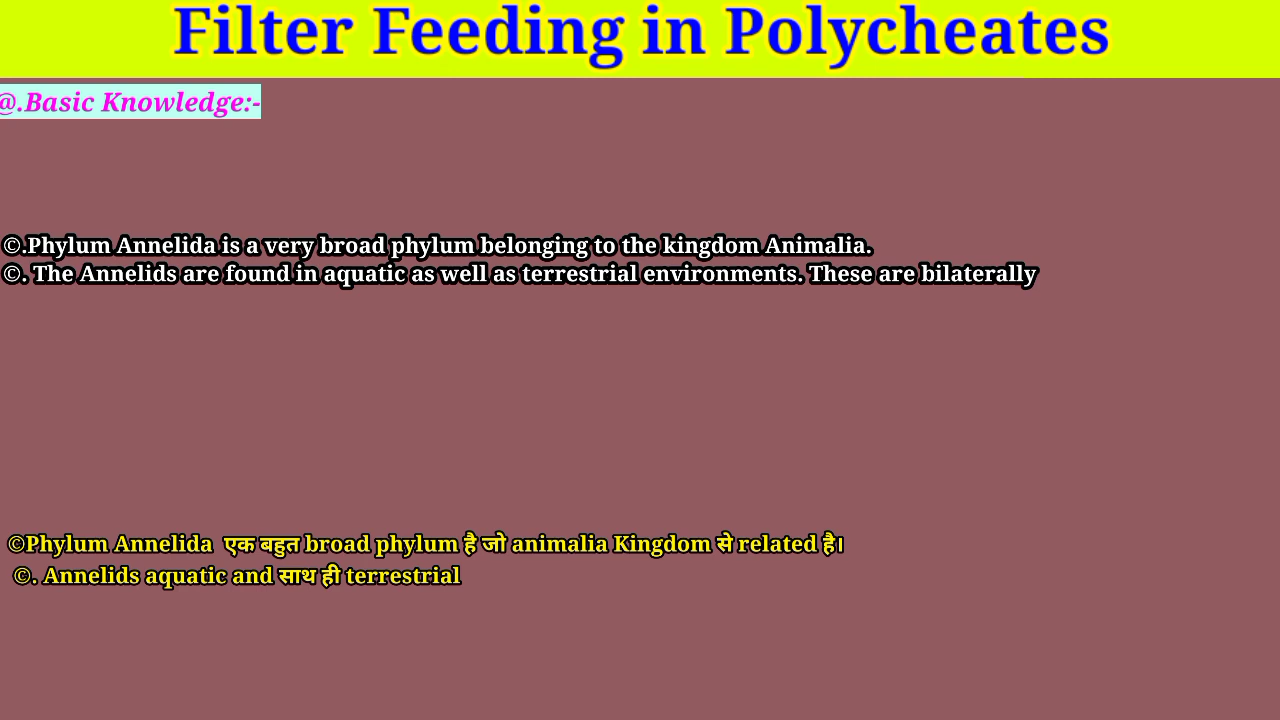 Filter Feeding in Polycheates
@.Basic Knowledge:-
©.Phylum Annelida is a very broad phylum belonging to the kingdom Animalia.
©. The Annelids are found in aquatic as well as terrestrial environments. These are bilaterally
©Phylum Annelida एक बहुत broad phylum है जो animalia Kingdom से related है।
©. Annelids aquatic and साथ ही terrestrial